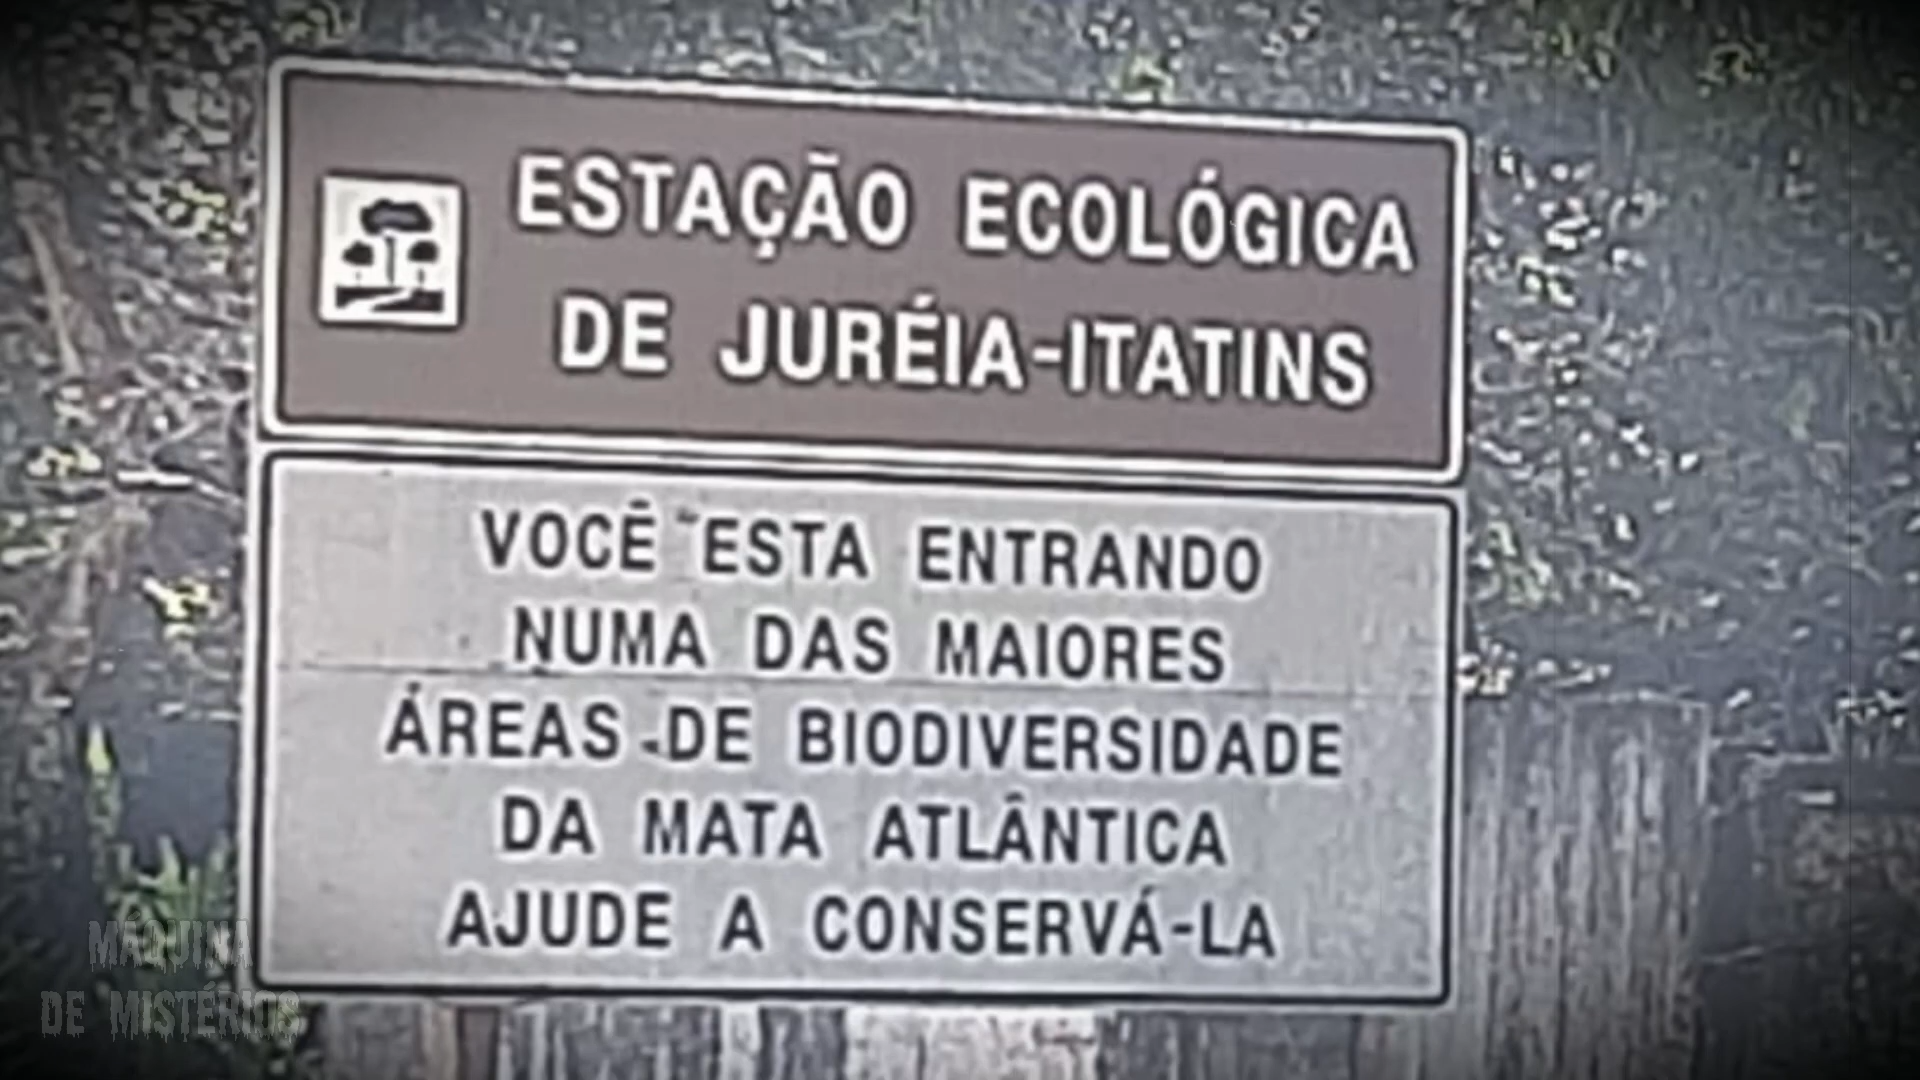 ESTAÇÃO ECOLÓGICA
DE JURÉIA-ITATINS
VOCÊ ESTA ENTRANDO
NUMA DAS MAIORES
ÁREAS DE BIODIVERSIDADE
DA MATA ATLÂNTICA
AJUDE A CONSERVÁ-LA
MÁQUINA
DE MISTÉRIOS